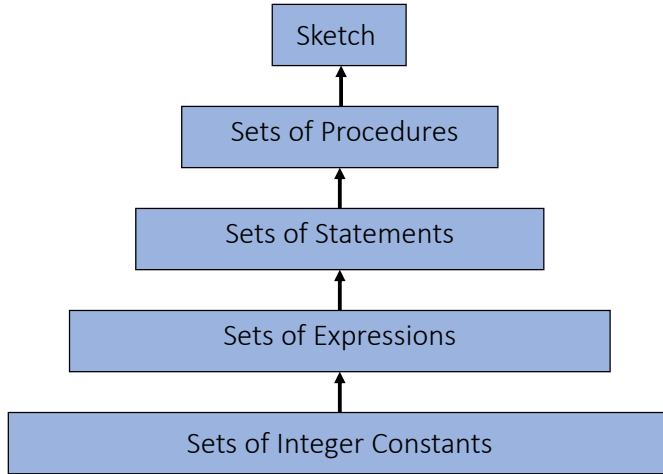 Sketch
Sets of Procedures
Sets of Statements
Sets of Expressions
Sets of Integer Constants